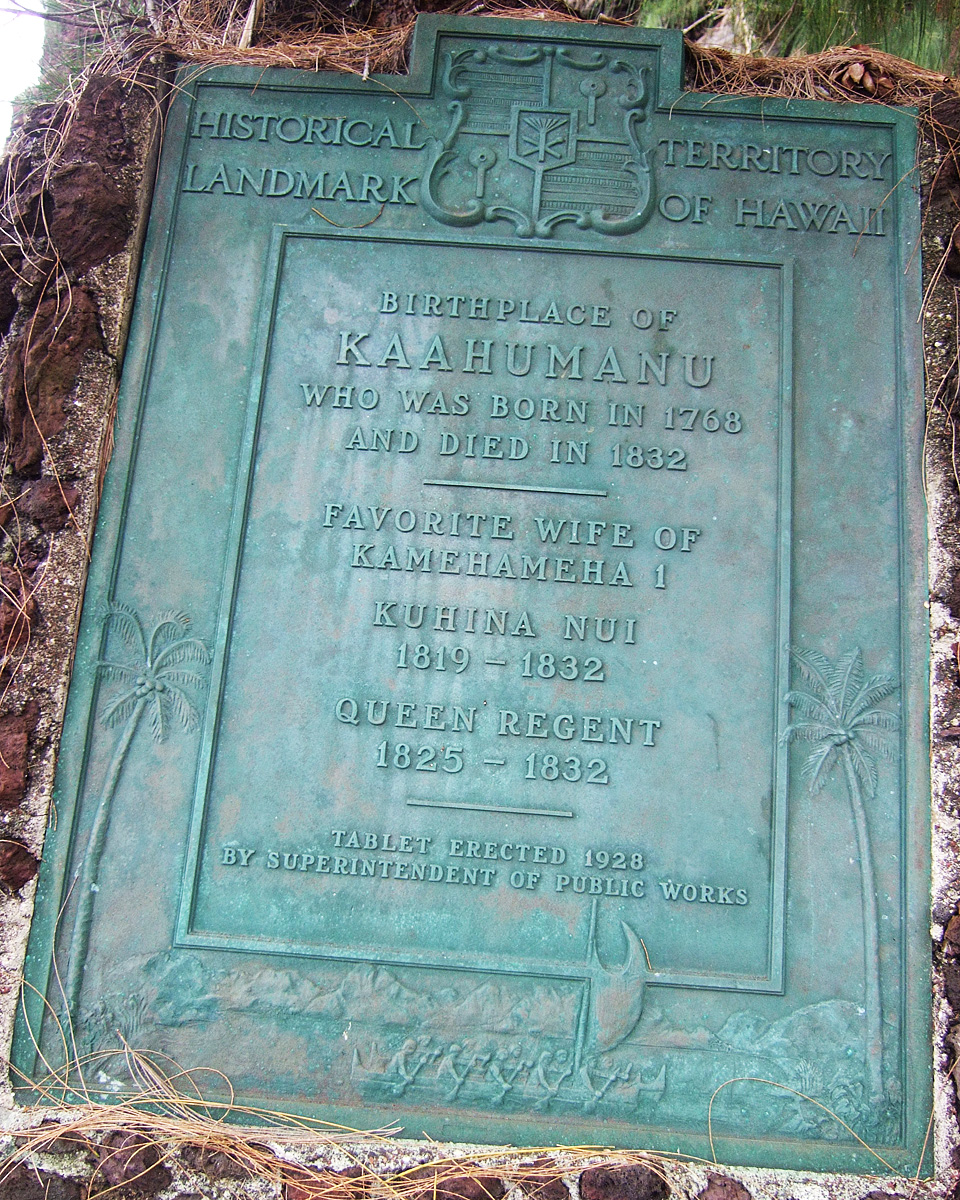 HISTORICAL
LANDMARK
TERRITORY
OF HAWAII
BIRTHPLACE OF
KAAHUMANU
WHO WAS BORN IN 1768
AND DIED IN 1832
FAVORITE WIFE OF
KAMEHAMEHA 1
KUHINA NUI
1819 – 1832
QUEEN REGENT
1825 – 1832
TABLET ERECTED 1928
BY SUPERINTENDENT OF PUBLIC WORKS